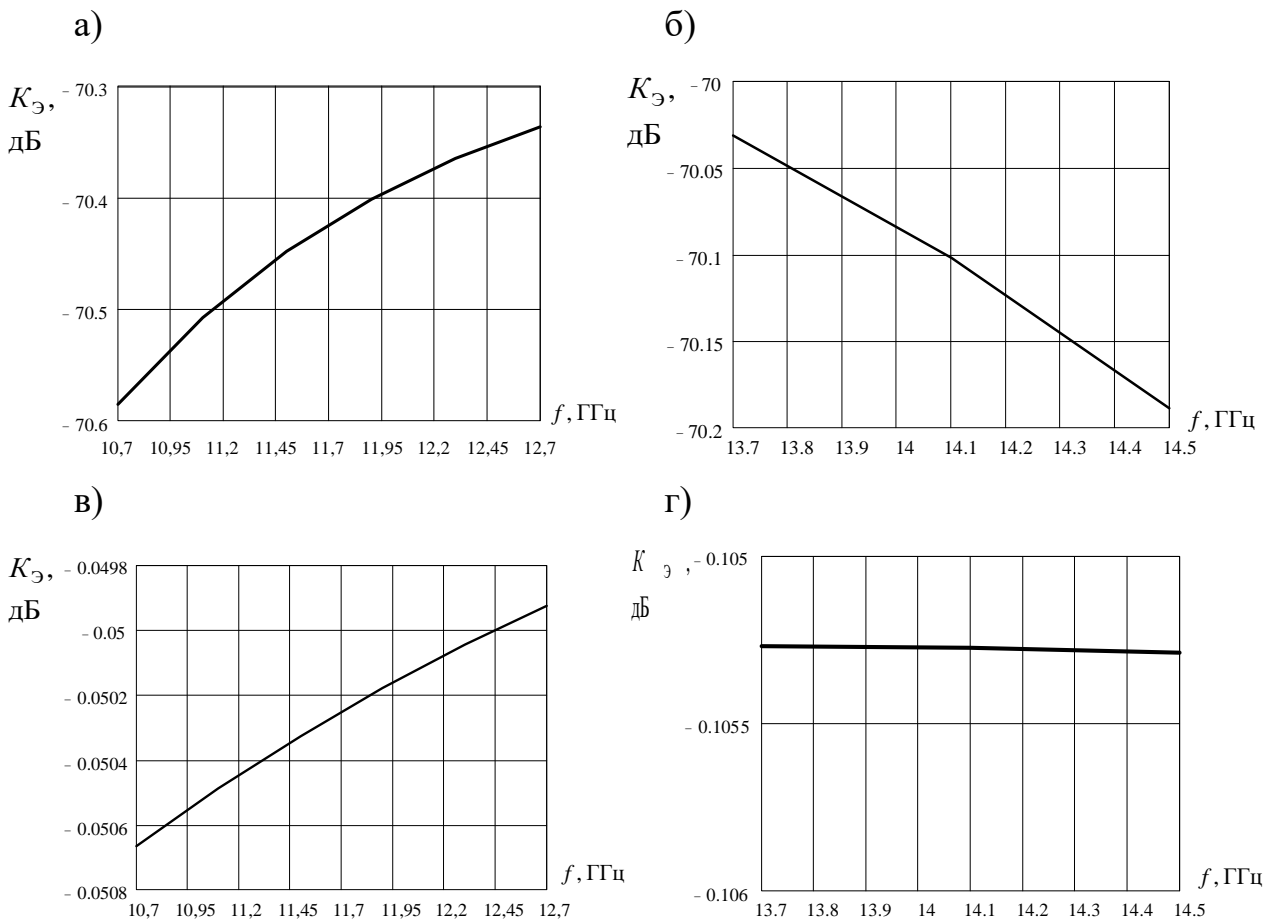 а)
К_Э,
дБ
- 70.3
- 70.4
- 70.5
- 70.6
10,7 10,95 11,2 11,45 11,7 11,95 12,2 12,45 12,7
f, ГГц
б)
К_Э,
дБ
- 70
- 70.05
- 70.1
- 70.15
- 70.2
13.7 13.8 13.9 14 14.1 14.2 14.3 14.4 14.5
f, ГГц
в)
К_Э,
дБ
- 0.0498
- 0.05
- 0.0502
- 0.0504
- 0.0506
- 0.0508
10,7 10,95 11,2 11,45 11,7 11,95 12,2 12,45 12,7
f, ГГц
г)
К_Э,
дБ
- 0.105
- 0.1055
- 0.106
13.7 13.8 13.9 14 14.1 14.2 14.3 14.4 14.5
f, ГГц